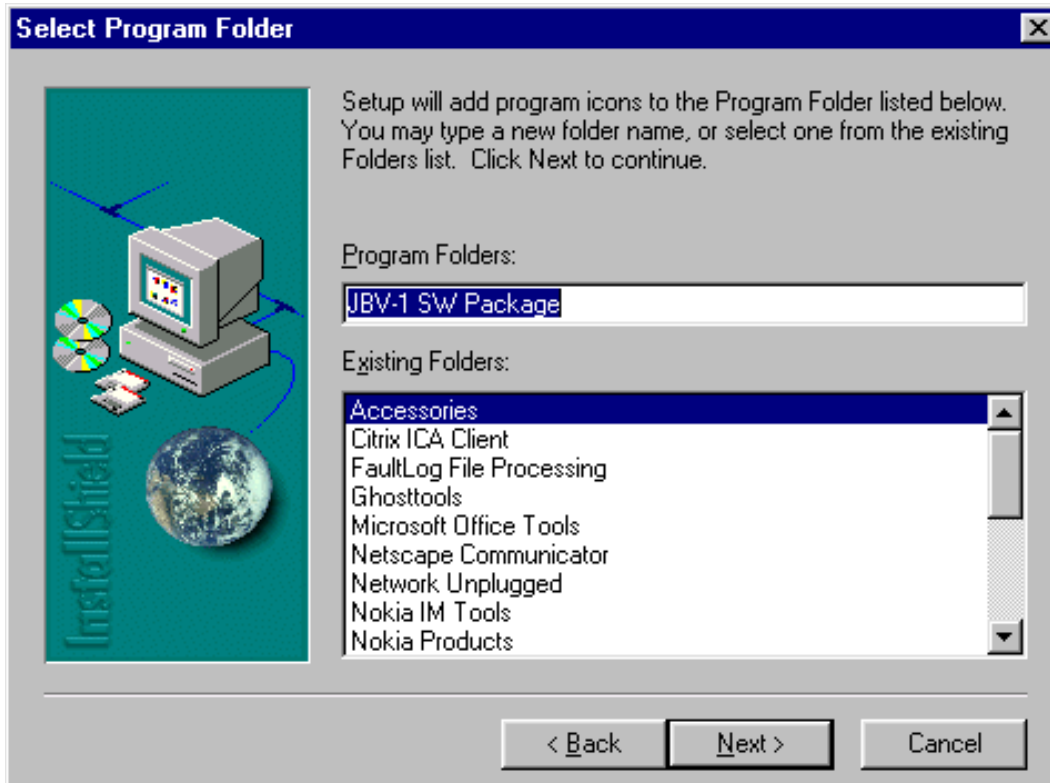 Select Program Folder
Setup will add program icons to the Program Folder listed below.
You may type a new folder name, or select one from the existing
Folders list.  Click Next to continue.
Program Folders:
JBV-1 SW Package
Existing Folders:
Accessories
Citrix ICA Client
FaultLog File Processing
Ghosttools
Microsoft Office Tools
Netscape Communicator
Network Unplugged
Nokia IM Tools
Nokia Products
InstallShield
< Back
Next >
Cancel